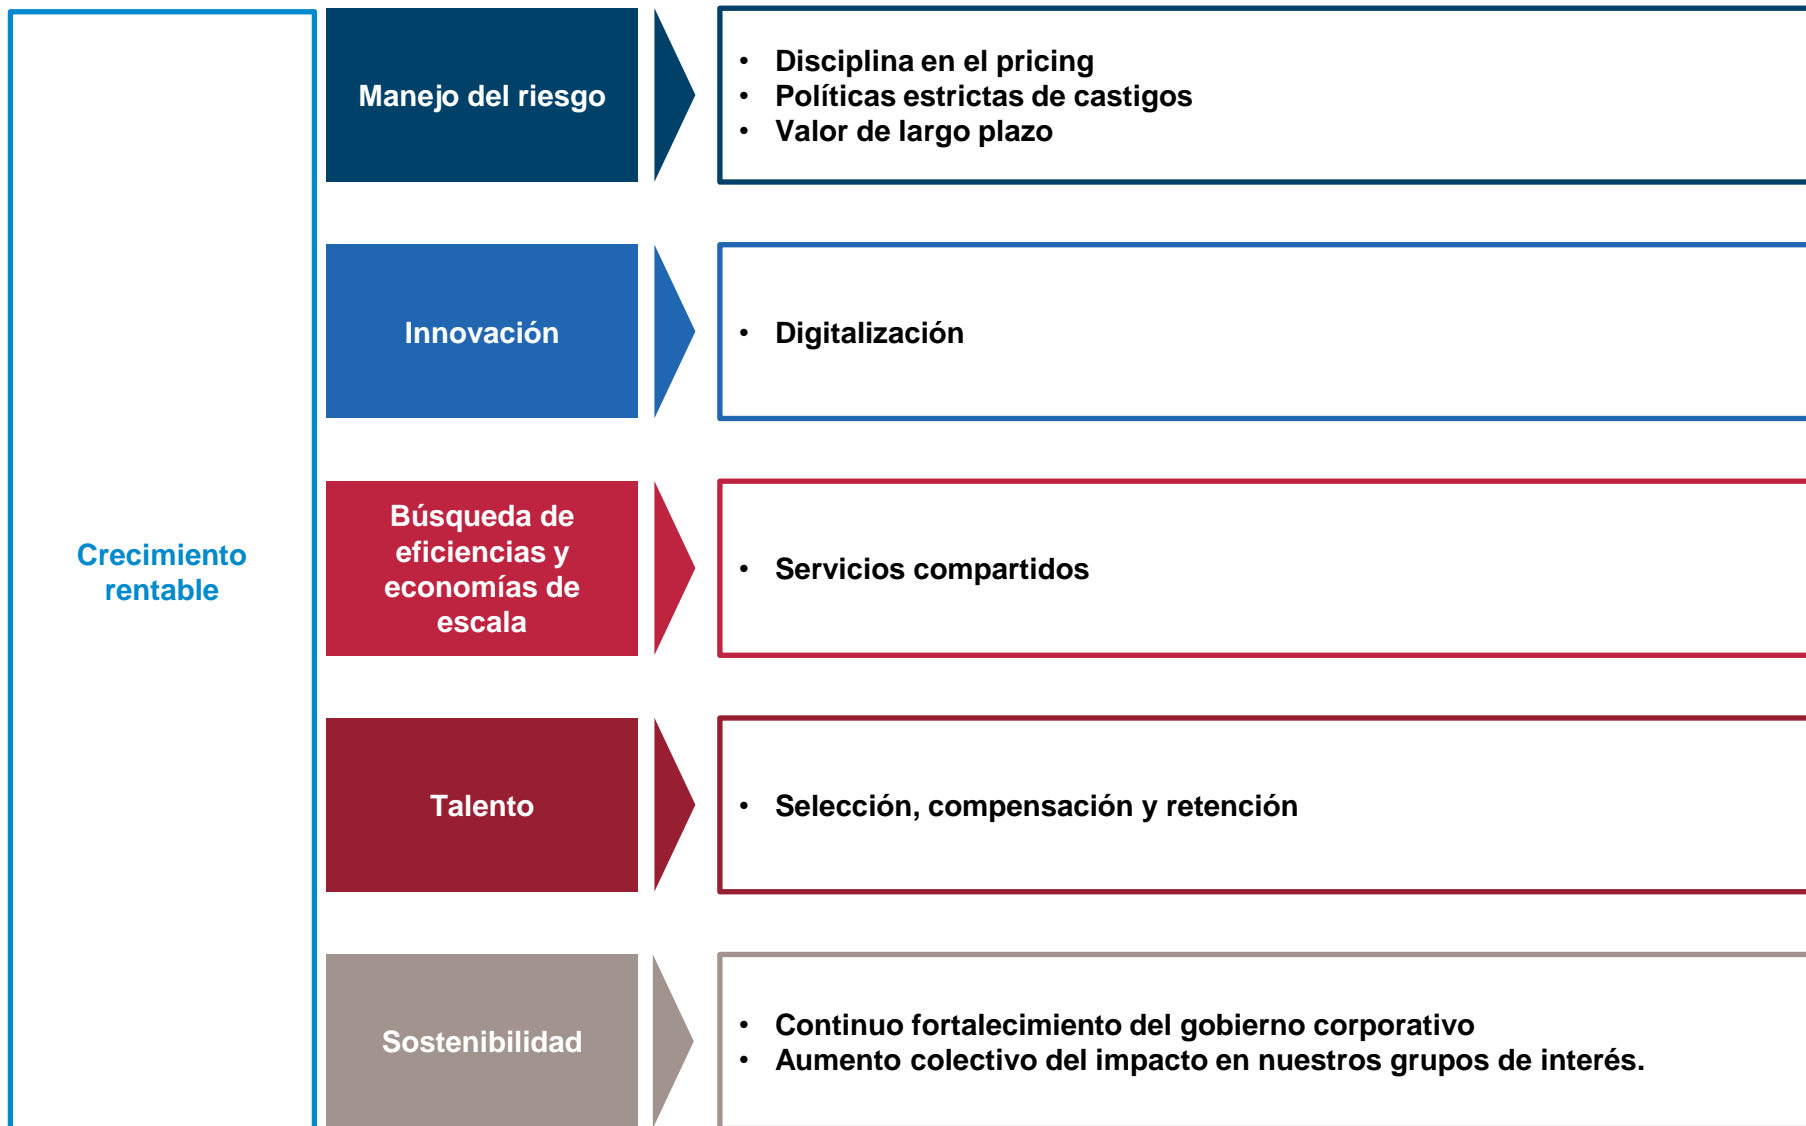 Crecimiento
rentable
Manejo del riesgo
• Disciplina en el pricing
• Políticas estrictas de castigos
• Valor de largo plazo
Innovación
• Digitalización
Búsqueda de
eficiencias y
economías de
escala
• Servicios compartidos
Talento
• Selección, compensación y retención
Sostenibilidad
• Continuo fortalecimiento del gobierno corporativo
• Aumento colectivo del impacto en nuestros grupos de interés.